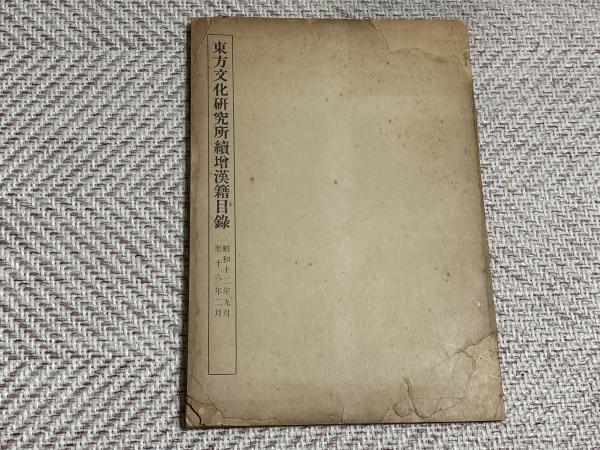 東方文化研究所續增漢籍目錄
昭和十二年九月
至十六年二月